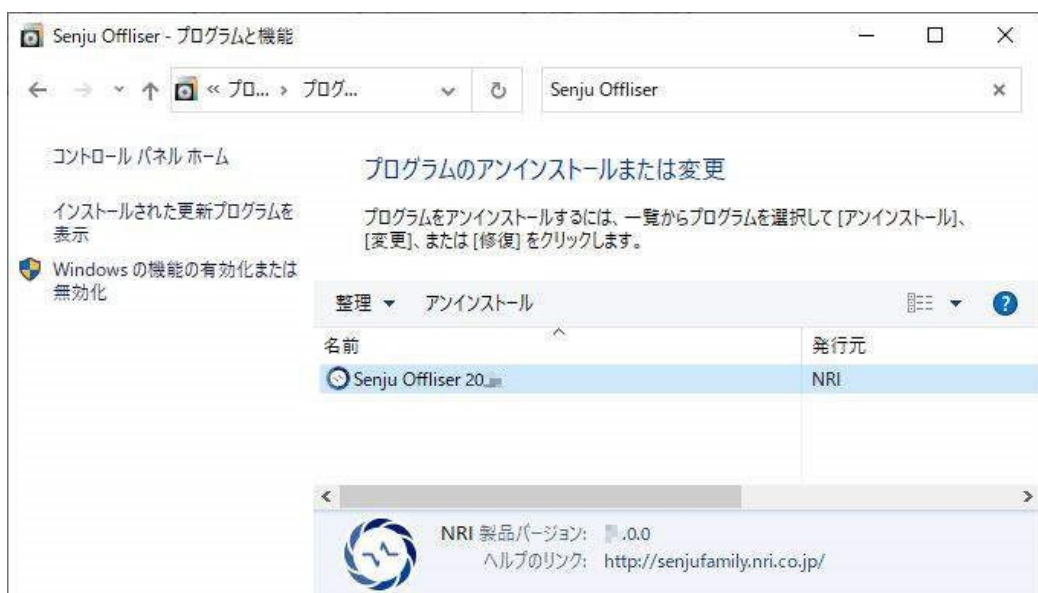 Senju Offliser - プログラムと機能
« プロ... › プログ...
Senju Offliser
コントロール パネル ホーム
インストールされた更新プログラムを
表示
Windows の機能の有効化または
無効化
プログラムのアンインストールまたは変更
プログラムをアンインストールするには、一覧からプログラムを選択して [アンインストール]、
[変更]、または [修復] をクリックします。
整理 アンインストール
名前 発行元
Senju Offliser 20 NRI
NRI 製品バージョン: .0.0
ヘルプのリンク: http://senjufamily.nri.co.jp/